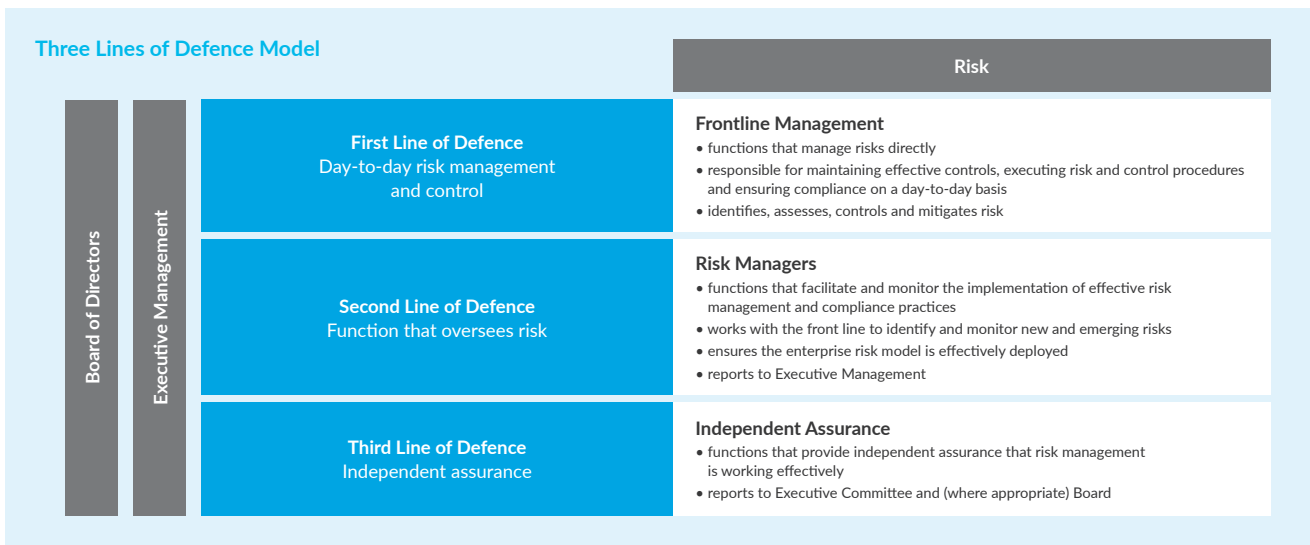 Three Lines of Defence Model
Risk
Board of Directors
Executive Management
First Line of Defence
Day-to-day risk management
and control
Frontline Management
• functions that manage risks directly
• responsible for maintaining effective controls, executing risk and control procedures
and ensuring compliance on a day-to-day basis
• identifies, assesses, controls and mitigates risk
Second Line of Defence
Function that oversees risk
Risk Managers
• functions that facilitate and monitor the implementation of effective risk
management and compliance practices
• works with the front line to identify and monitor new and emerging risks
• ensures the enterprise risk model is effectively deployed
• reports to Executive Management
Third Line of Defence
Independent assurance
Independent Assurance
• functions that provide independent assurance that risk management
is working effectively
• reports to Executive Committee and (where appropriate) Board